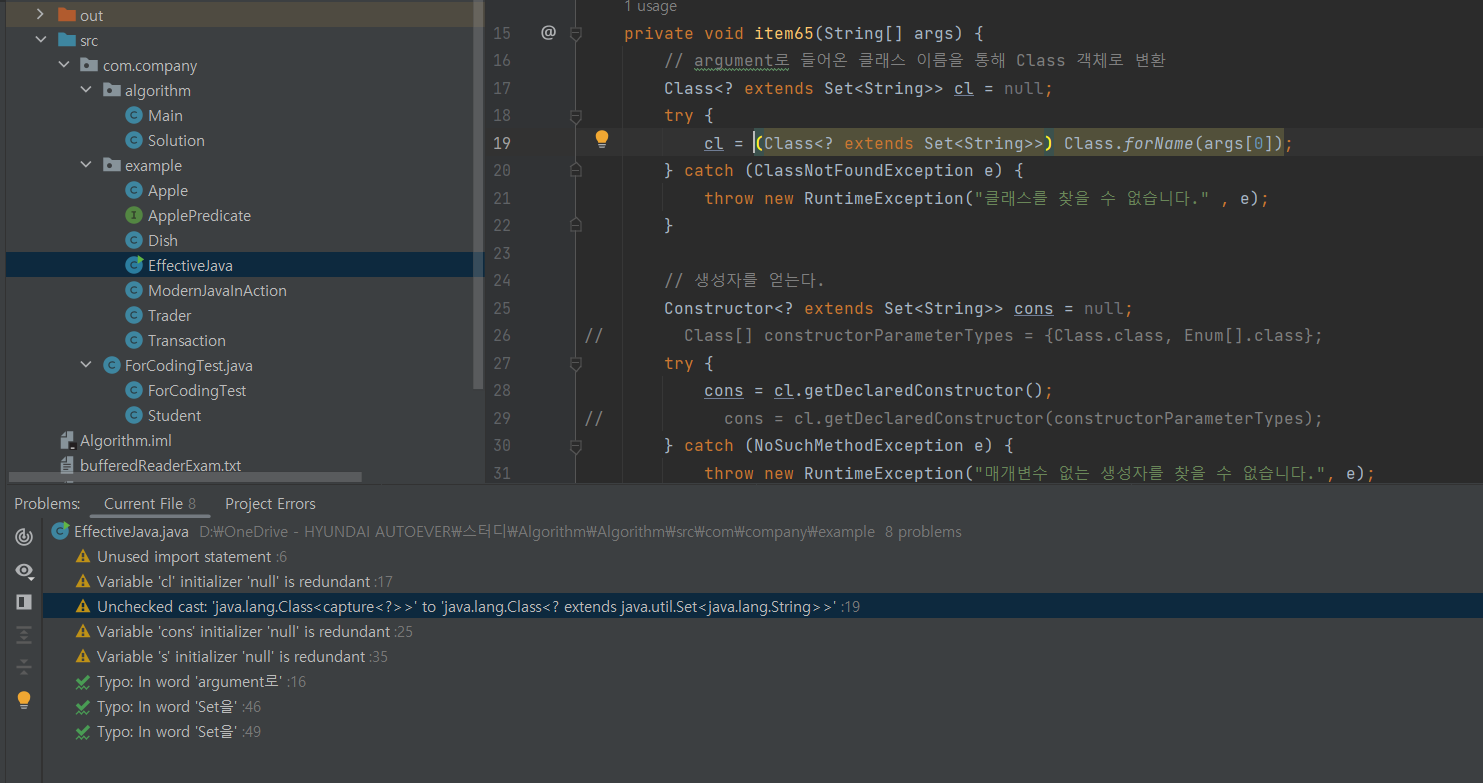 out
src
com.company
algorithm
Main
Solution
example
Apple
ApplePredicate
Dish
EffectiveJava
ModernJavaInAction
Trader
Transaction
ForCodingTest.java
ForCodingTest
Student
Algorithm.iml
bufferedReaderExam.txt
1 usage
15 @ private void item65(String[] args) {
16 // argument로 들어온 클래스 이름을 통해 Class 객체로 변환
17 Class<? extends Set<String>> cl = null;
18 try {
19 cl = (Class<? extends Set<String>>) Class.forName(args[0]);
20 } catch (ClassNotFoundException e) {
21 throw new RuntimeException("클래스를 찾을 수 없습니다." , e);
22 }
23
24 // 생성자를 얻는다.
25 Constructor<? extends Set<String>> cons = null;
26 // Class[] constructorParameterTypes = {Class.class, Enum[].class};
27 try {
28 cons = cl.getDeclaredConstructor();
29 // cons = cl.getDeclaredConstructor(constructorParameterTypes);
30 } catch (NoSuchMethodException e) {
31 throw new RuntimeException("매개변수 없는 생성자를 찾을 수 없습니다.", e);
Problems: Current File 8 Project Errors
EffectiveJava.java D:₩OneDrive - HYUNDAI AUTOEVER₩스터디₩Algorithm₩Algorithm₩src₩com₩company₩example 8 problems
Unused import statement :6
Variable 'cl' initializer 'null' is redundant :17
Unchecked cast: 'java.lang.Class<capture<?>>' to 'java.lang.Class<? extends java.util.Set<java.lang.String>>' :19
Variable 'cons' initializer 'null' is redundant :25
Variable 's' initializer 'null' is redundant :35
Typo: In word 'argument로' :16
Typo: In word 'Set을' :46
Typo: In word 'Set을' :49